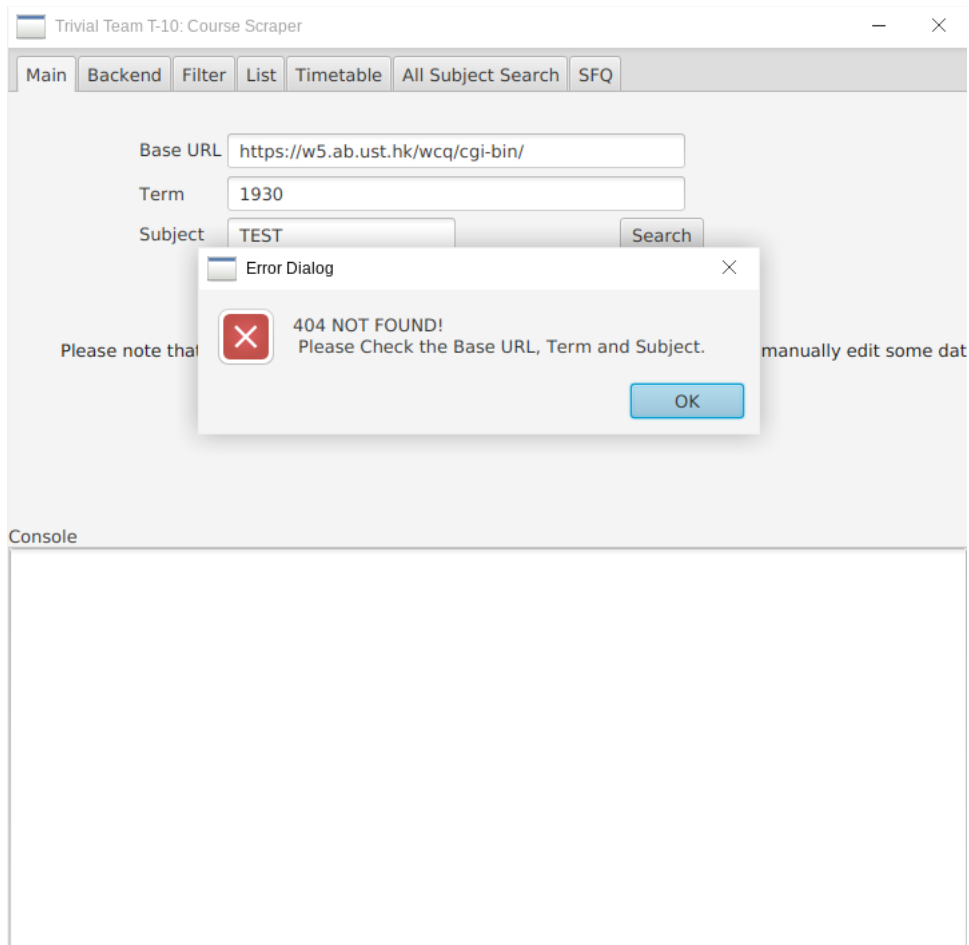 Trivial Team T-10: Course Scraper
Main Backend Filter List Timetable All Subject Search SFQ
Base URL https://w5.ab.ust.hk/wcq/cgi-bin/
Term 1930
Subject TEST Search
Error Dialog
404 NOT FOUND!
Please Check the Base URL, Term and Subject.
Please note that manually edit some dat
OK
Console